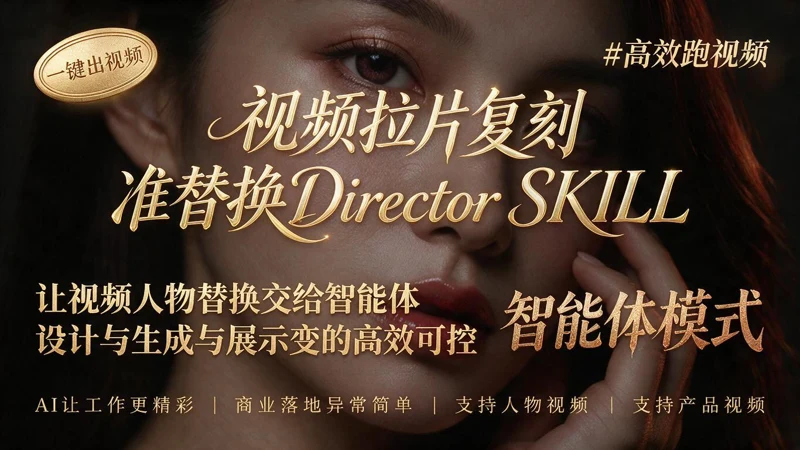 一键出视频
#高效跑视频
视频拉片复刻
准替换Director SKILL
让视频人物替换交给智能体
设计与生成与展示变的高效可控
智能体模式
AI让工作更精彩 | 商业落地异常简单 | 支持人物视频 | 支持产品视频